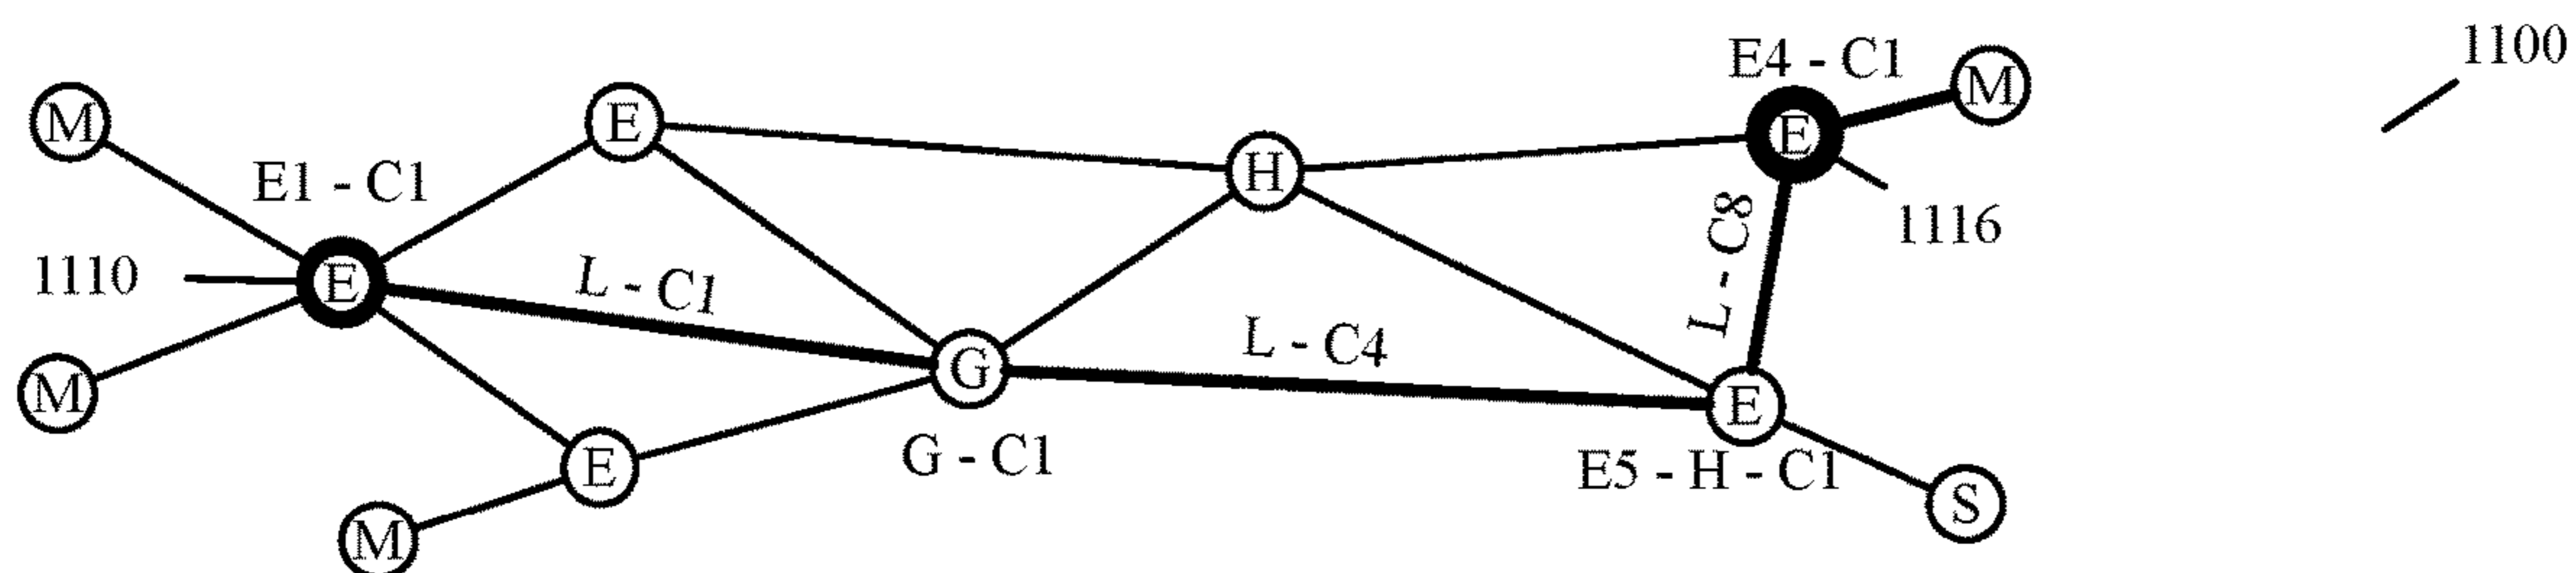 1100
E4 - C1
M
M
E
E
E1 - C1
H
1116
1110
E
L - C1
L - C8
L - C4
G
M
E
G - C1
E5 - H - C1
E
S
M